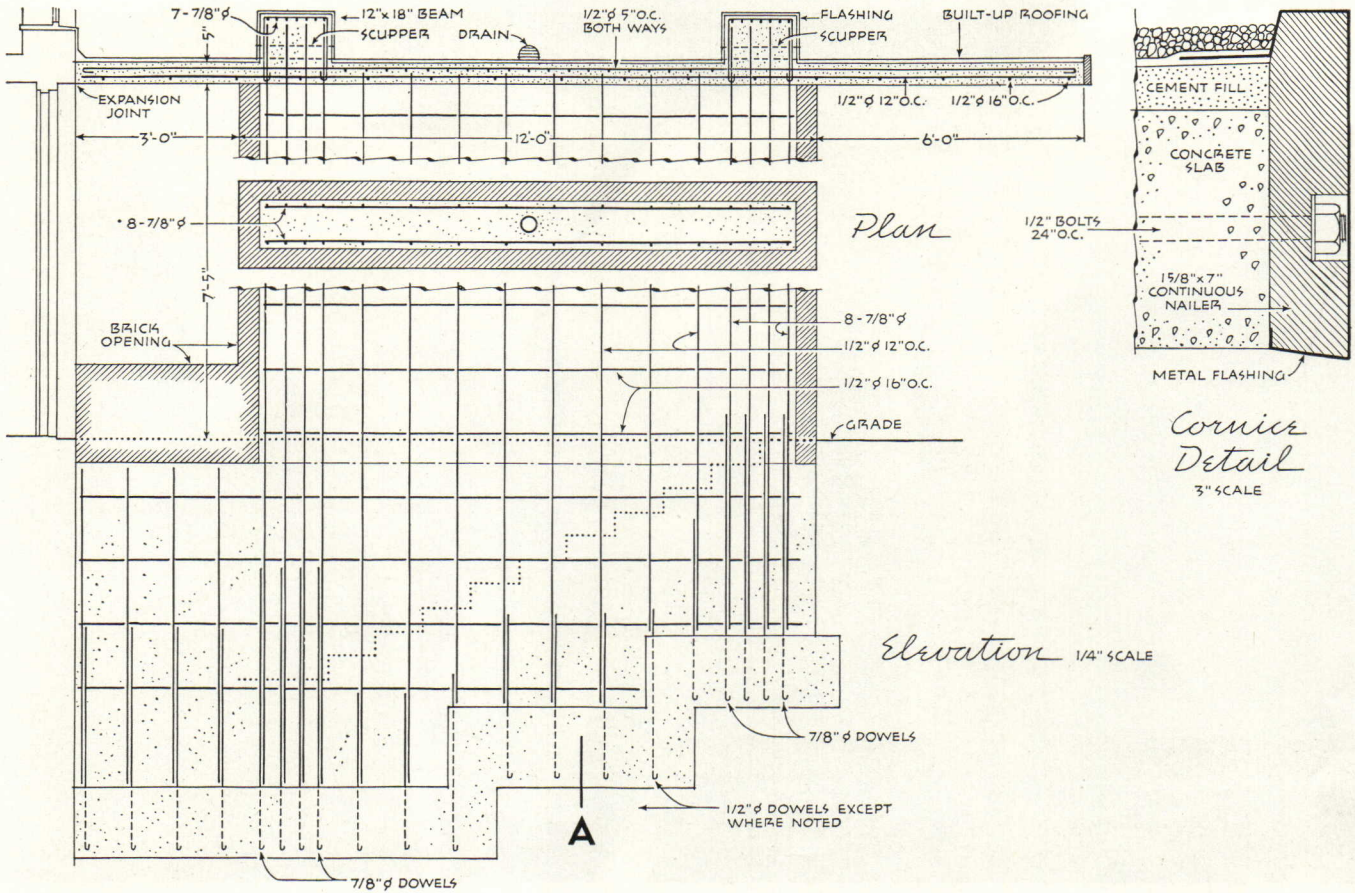 7-7/8"ø
12"x18" BEAM
SCUPPER
DRAIN
1/2"ø 5"O.C.
BOTH WAYS
FLASHING
SCUPPER
BUILT-UP ROOFING
5"
EXPANSION
JOINT
1/2"ø 12"O.C.
1/2"ø 16"O.C.
3'-0"
12'-0"
6'-0"
8-7/8"ø
Plan
7'-5"
BRICK
OPENING
8-7/8"ø
1/2"ø 12"O.C.
1/2"ø 16"O.C.
GRADE
Elevation 1/4" SCALE
7/8"ø DOWELS
1/2"ø DOWELS EXCEPT
WHERE NOTED
A
7/8"ø DOWELS
CEMENT FILL
CONCRETE
SLAB
1/2" BOLTS
24"O.C.
15/8"x7"
CONTINUOUS
NAILER
METAL FLASHING
Cornice
Detail
3" SCALE